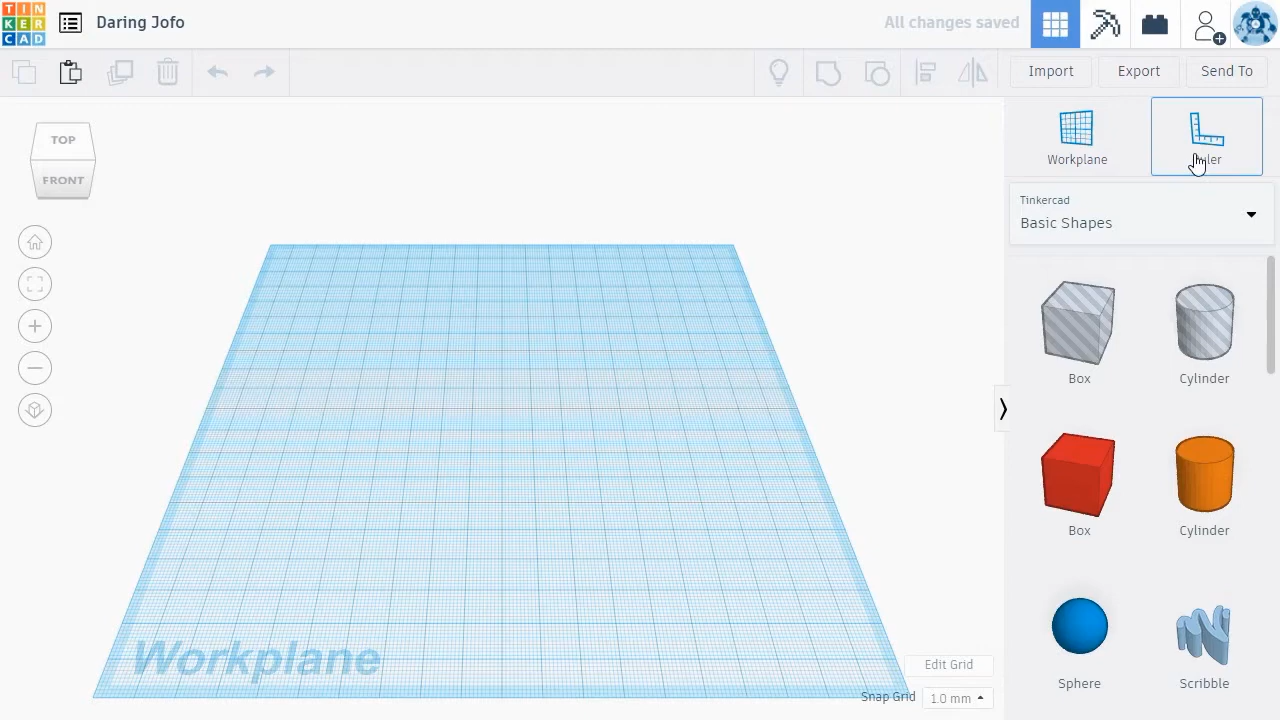 TIN
KER
CAD
Daring Jofo
All changes saved
Import
Export
Send To
TOP
FRONT
Workplane
Tinkercad
Basic Shapes
Box
Cylinder
Box
Cylinder
Sphere
Scribble
Workplane
Edit Grid
Snap Grid
1.0 mm